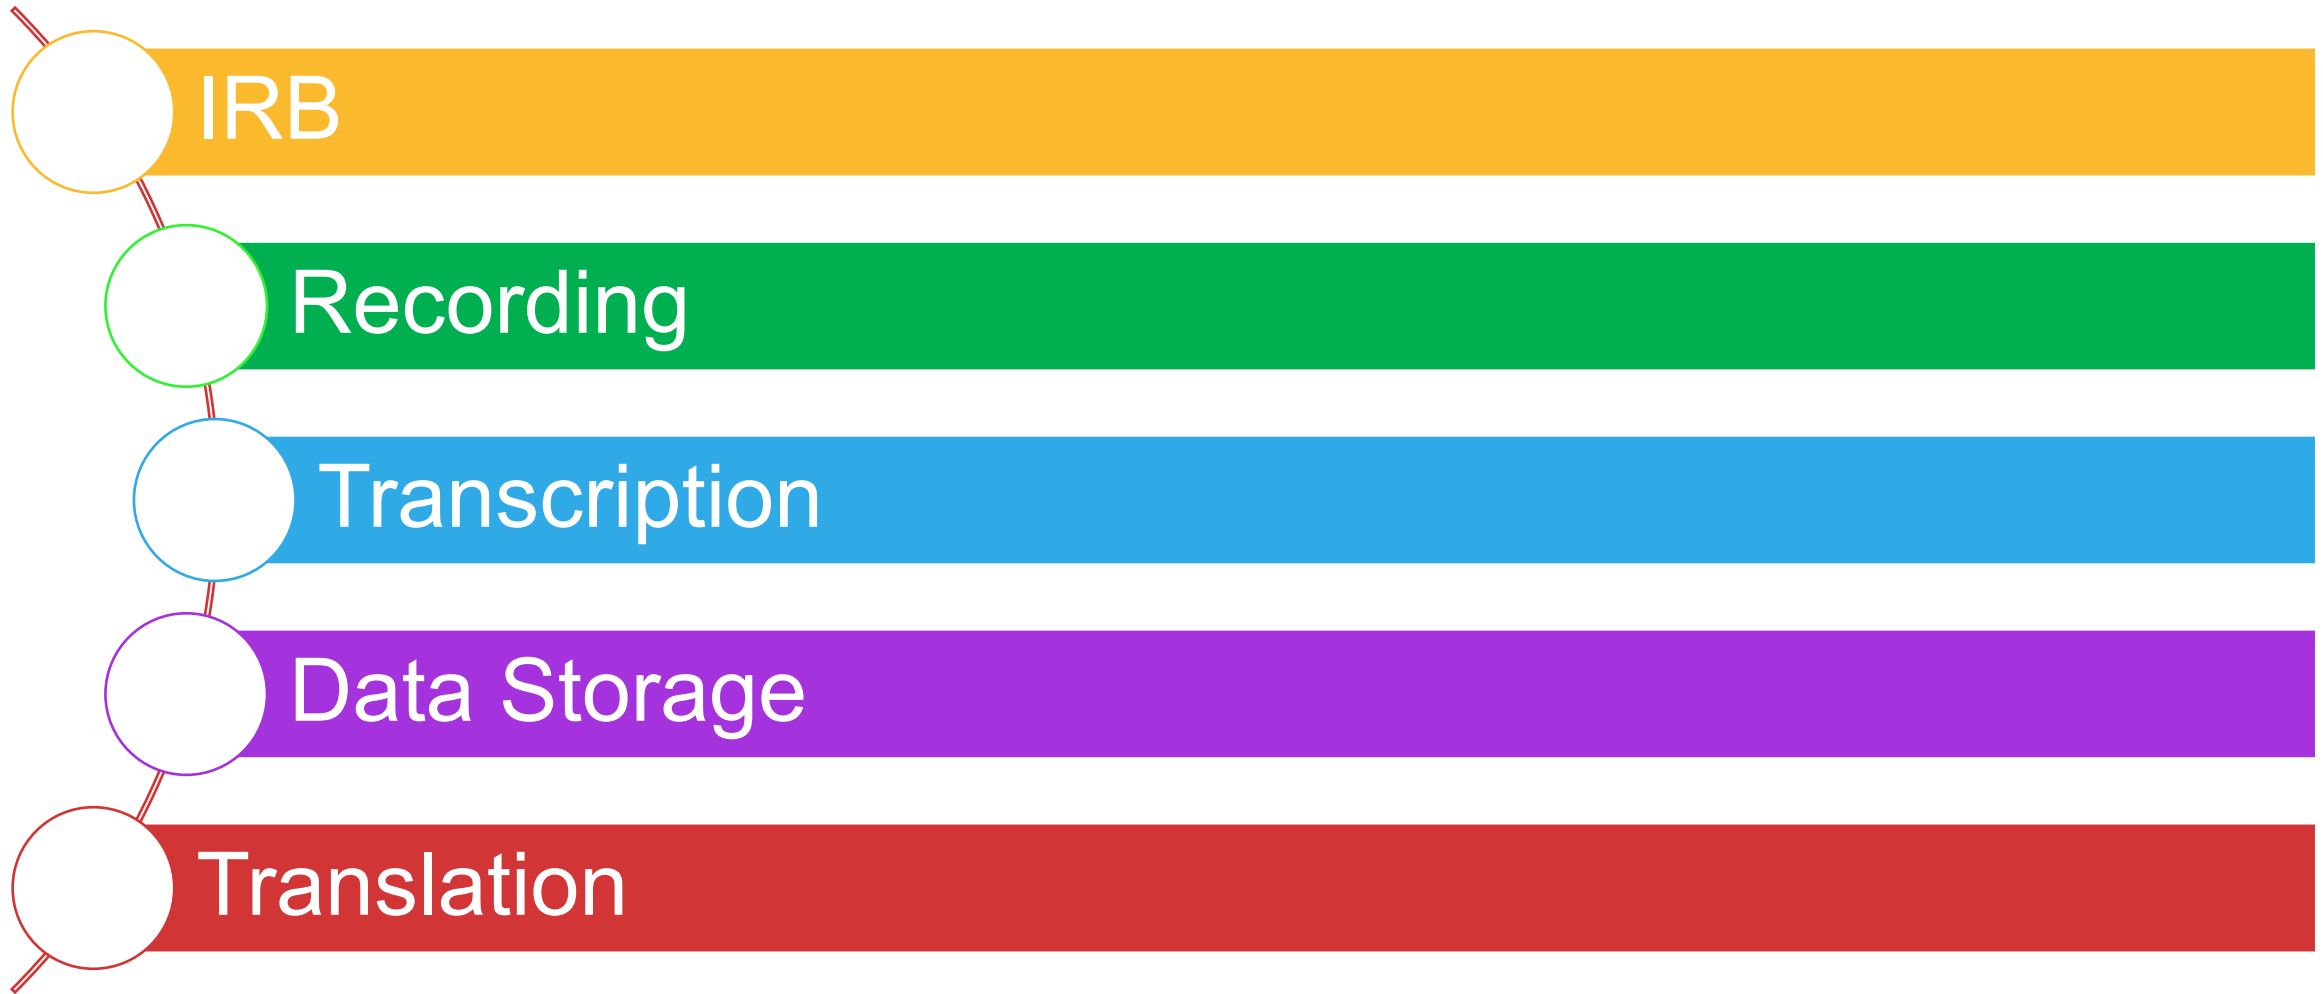 IRB
Recording
Transcription
Data Storage
Translation